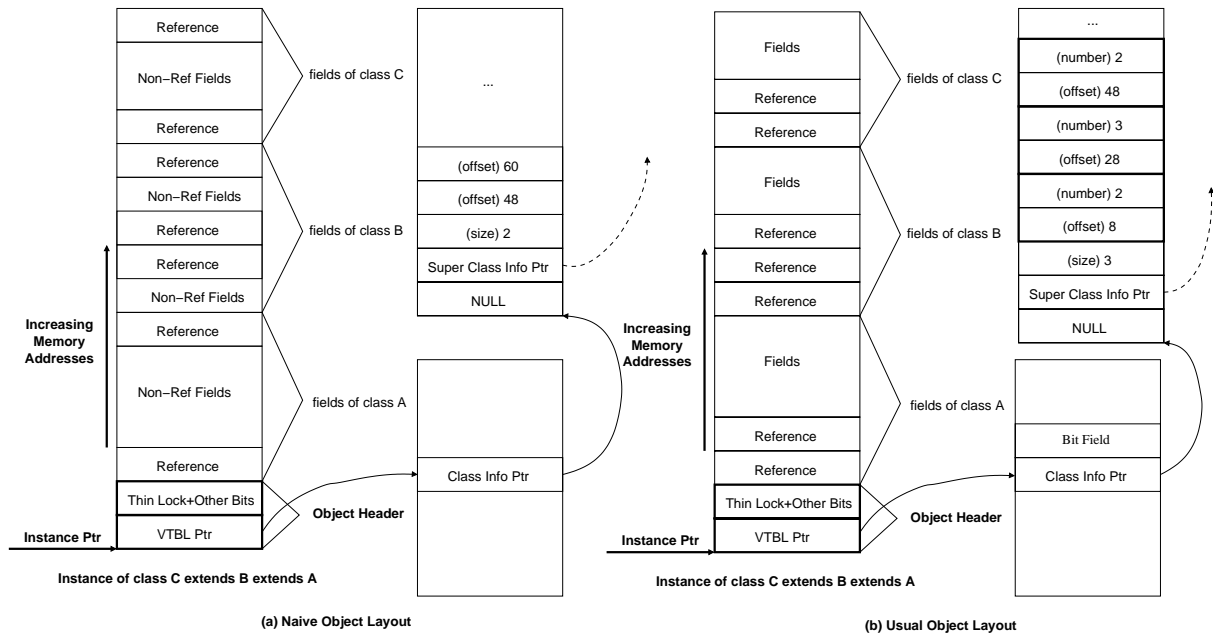 Reference
Non−Ref Fields
Reference
fields of class C
Reference
Non−Ref Fields
Reference
Reference
Non−Ref Fields
fields of class B
Reference
Non−Ref Fields
Reference
fields of class A
Thin Lock+Other Bits
VTBL Ptr
Object Header
Increasing
Memory
Addresses
Instance Ptr
...
(offset) 60
(offset) 48
(size) 2
Super Class Info Ptr
NULL
Class Info Ptr
Instance of class C extends B extends A
(a) Naive Object Layout
Fields
Reference
Reference
fields of class C
Fields
Reference
Reference
Reference
fields of class B
Fields
Reference
Reference
fields of class A
Thin Lock+Other Bits
VTBL Ptr
Object Header
Increasing
Memory
Addresses
Instance Ptr
...
(number) 2
(offset) 48
(number) 3
(offset) 28
(number) 2
(offset) 8
(size) 3
Super Class Info Ptr
NULL
Bit Field
Class Info Ptr
Instance of class C extends B extends A
(b) Usual Object Layout